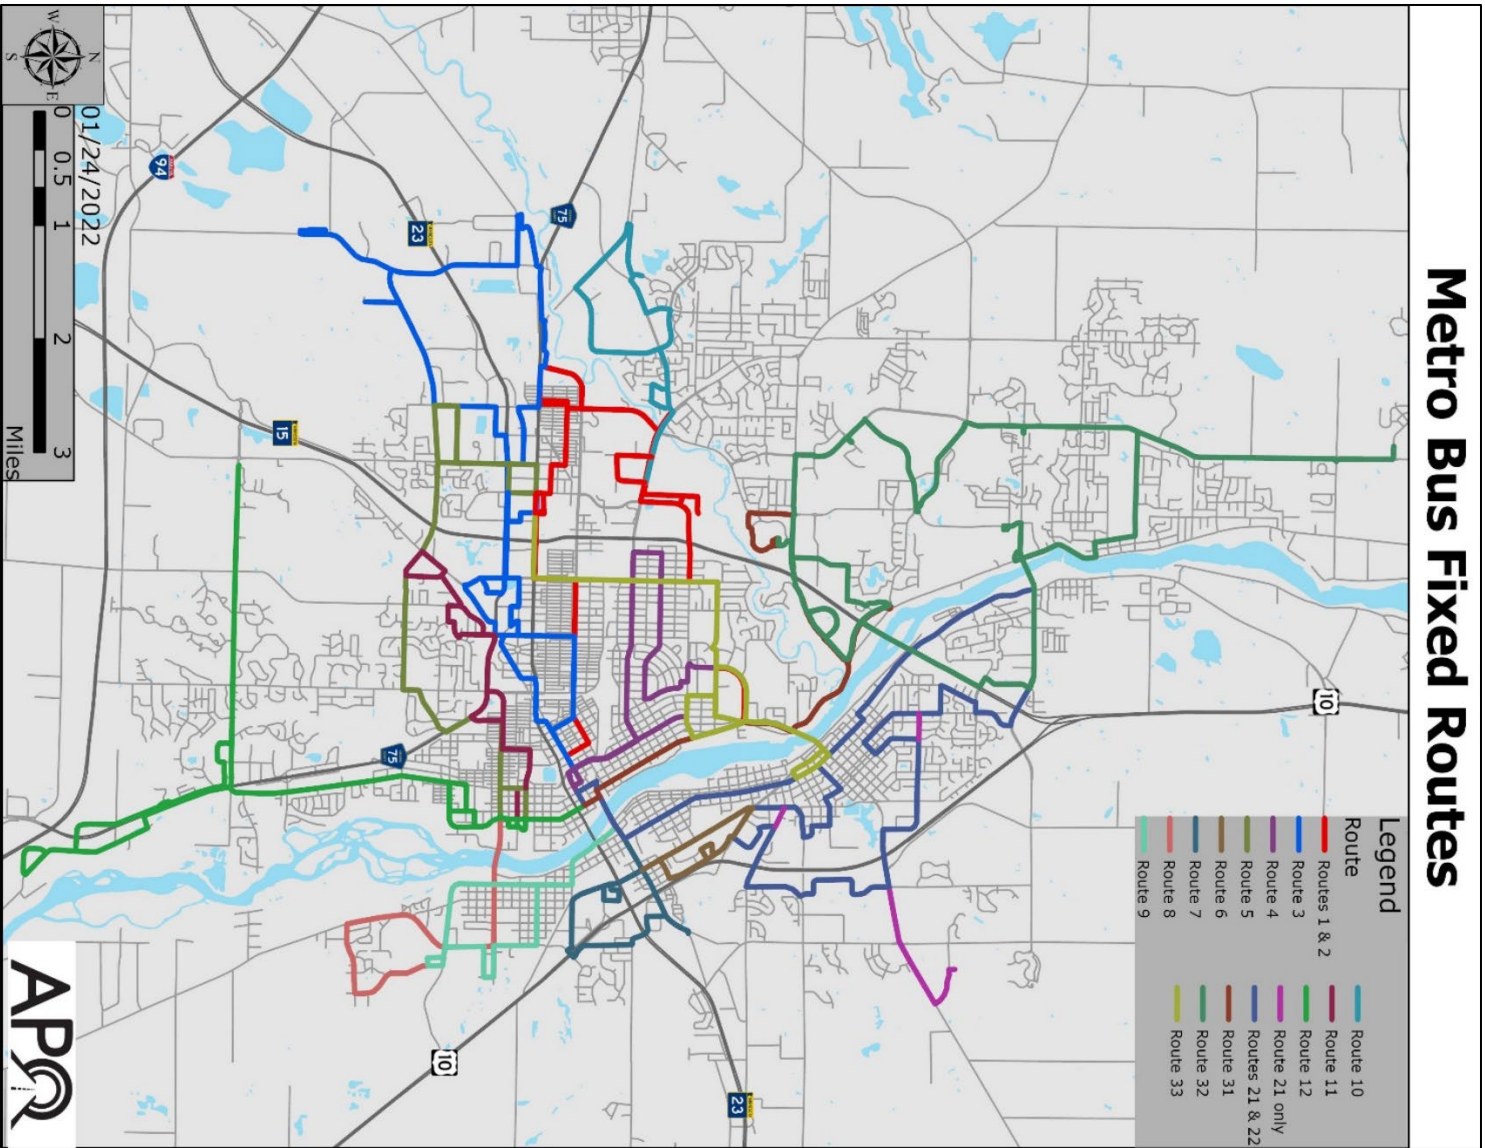 Metro Bus Fixed Routes
Legend
Route
Routes 1 & 2
Route 3
Route 4
Route 5
Route 6
Route 7
Route 8
Route 9
Route 10
Route 11
Route 12
Route 21 only
Routes 21 & 22
Route 31
Route 32
Route 33
10
75
23
94
15
75
10
23
N
W
E
S
01/24/2022
0 0.5 1 2 3
Miles
APO